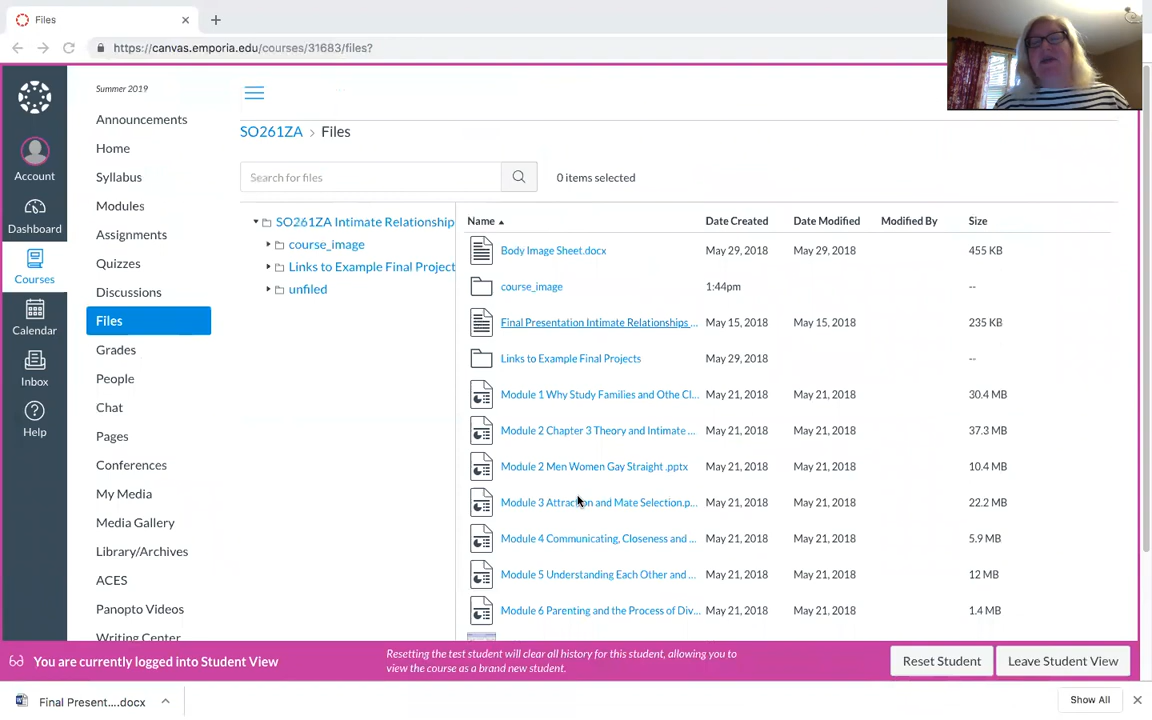 Files
https://canvas.emporia.edu/courses/31683/files?
Account
Dashboard
Courses
Calendar
Inbox
Help
Summer 2019
Announcements
Home
Syllabus
Modules
Assignments
Quizzes
Discussions
Files
Grades
People
Chat
Pages
Conferences
My Media
Media Gallery
Library/Archives
ACES
Panopto Videos
Writing Center
SO261ZA > Files
Search for files
0 items selected
SO261ZA Intimate Relationship
course_image
Links to Example Final Project
unfiled
Name Date Created Date Modified Modified By Size
Body Image Sheet.docx May 29, 2018 May 29, 2018 455 KB
course_image 1:44pm --
Final Presentation Intimate Relationships ... May 15, 2018 May 15, 2018 235 KB
Links to Example Final Projects May 29, 2018 --
Module 1 Why Study Families and Othe Cl... May 21, 2018 May 21, 2018 30.4 MB
Module 2 Chapter 3 Theory and Intimate ... May 21, 2018 May 21, 2018 37.3 MB
Module 2 Men Women Gay Straight .pptx May 21, 2018 May 21, 2018 10.4 MB
Module 3 Attraction and Mate Selection.p... May 21, 2018 May 21, 2018 22.2 MB
Module 4 Communicating, Closeness and ... May 21, 2018 May 21, 2018 5.9 MB
Module 5 Understanding Each Other and ... May 21, 2018 May 21, 2018 12 MB
Module 6 Parenting and the Process of Div... May 21, 2018 May 21, 2018 1.4 MB
You are currently logged into Student View
Resetting the test student will clear all history for this student, allowing you to
view the course as a brand new student.
Reset Student
Leave Student View
Final Present....docx
Show All